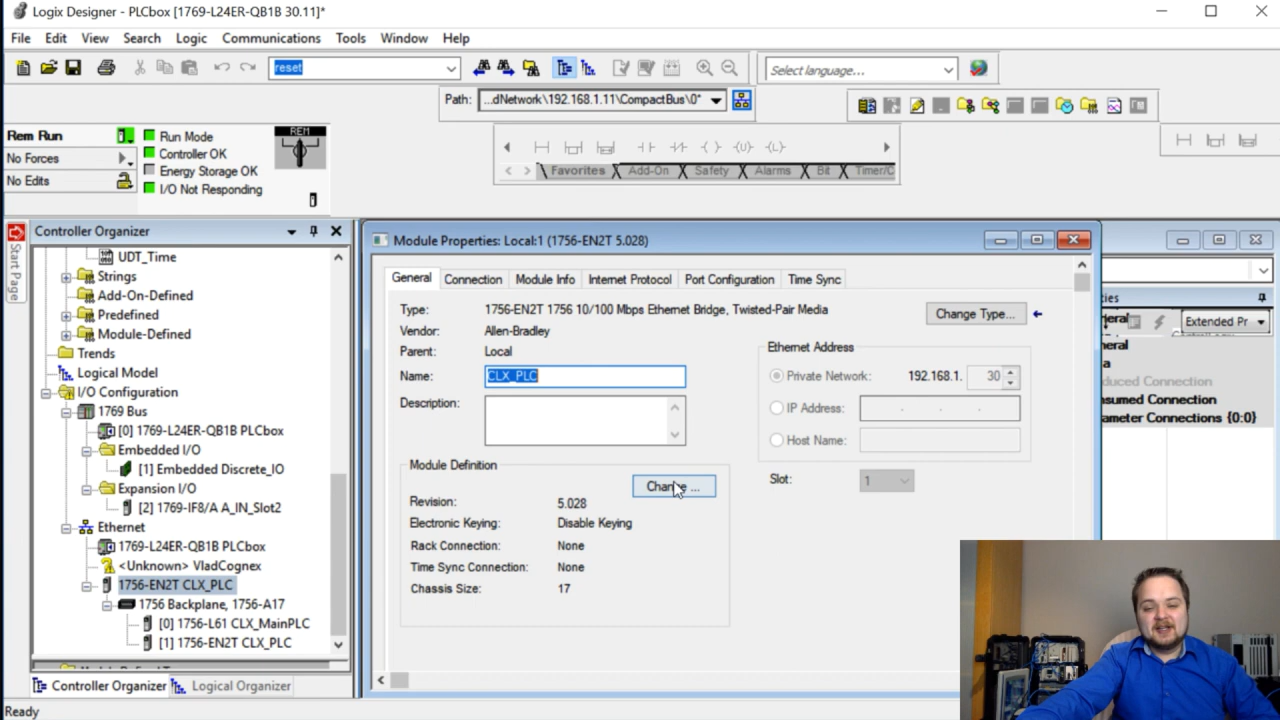 Logix Designer - PLCbox [1769-L24ER-QB1B 30.11]*
File Edit View Search Logic Communications Tools Window Help
reset
Select language...
Path: ...dNetwork\192.168.1.11\CompactBus\0*
Rem Run
No Forces
No Edits
Run Mode
Controller OK
Energy Storage OK
I/O Not Responding
REM
Favorites Add-On Safety Alarms Bit Timer/C
Start Page
Controller Organizer
UDT_Time
Strings
Add-On-Defined
Predefined
Module-Defined
Trends
Logical Model
I/O Configuration
1769 Bus
[0] 1769-L24ER-QB1B PLCbox
Embedded I/O
[1] Embedded Discrete_IO
Expansion I/O
[2] 1769-IF8/A A_IN_Slot2
Ethernet
1769-L24ER-QB1B PLCbox
<Unknown> VladCognex
1756-EN2T CLX_PLC
1756 Backplane, 1756-A17
[0] 1756-L61 CLX_MainPLC
[1] 1756-EN2T CLX_PLC
Controller Organizer Logical Organizer
Ready
Module Properties: Local:1 (1756-EN2T 5.028)
General Connection Module Info Internet Protocol Port Configuration Time Sync
Type: 1756-EN2T 1756 10/100 Mbps Ethernet Bridge, Twisted-Pair Media
Change Type...
Vendor: Allen-Bradley
Parent: Local
Name: CLX_PLC
Description:
Ethernet Address
Private Network: 192.168.1. 30
IP Address:
Host Name:
Slot: 1
Module Definition
Change ...
Revision: 5.028
Electronic Keying: Disable Keying
Rack Connection: None
Time Sync Connection: None
Chassis Size: 17
ties
Extended Pr
neral
a
duced Connection
nsumed Connection
ameter Connections {0:0}